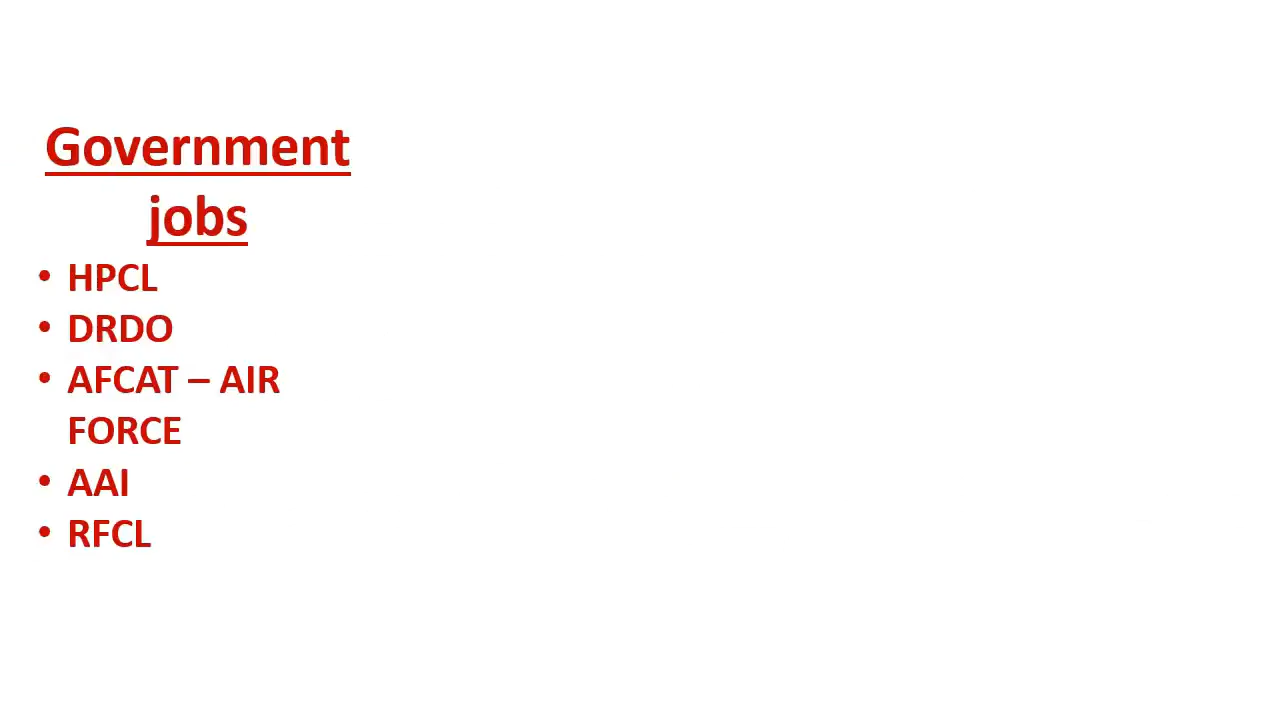 Government
jobs
• HPCL
• DRDO
• AFCAT – AIR
FORCE
• AAI
• RFCL